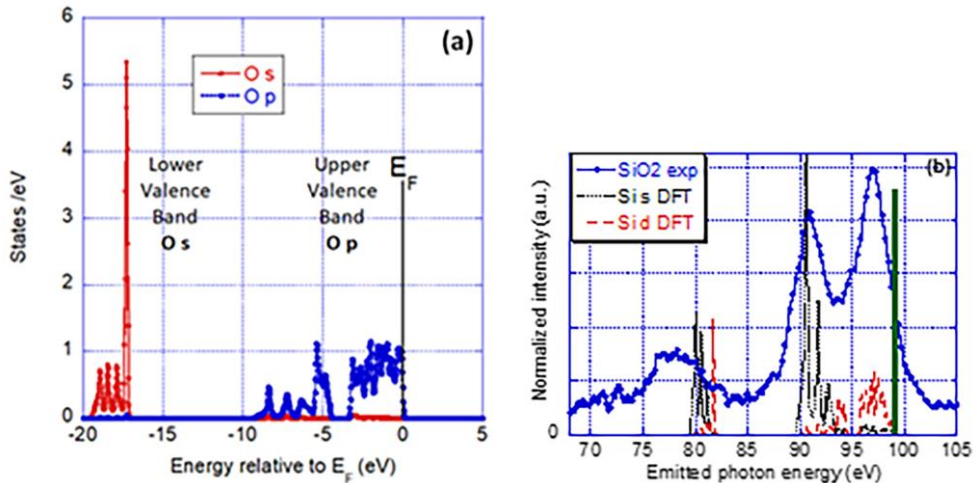 6
5
4
3
2
1
0
-20
-15
-10
-5
0
5
States /eV
Energy relative to E_F (eV)
(a)
O s
O p
Lower
Valence
Band
O s
Upper
Valence
Band
O p
E_F
(b)
SiO2 exp
Si s DFT
Si d DFT
Normalized intensity (a.u.)
0
70
75
80
85
90
95
100
105
Emitted photon energy (eV)